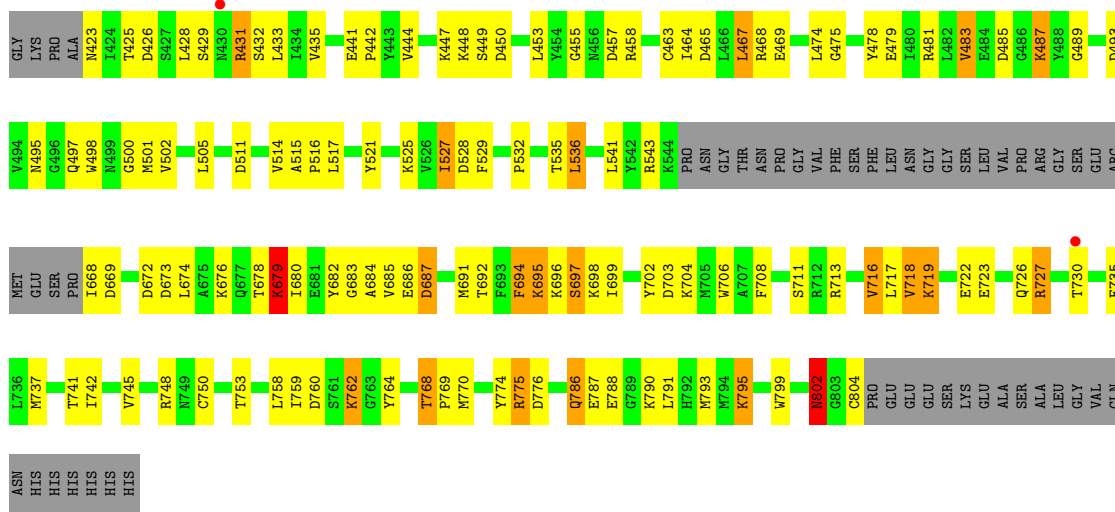 GLY LYS PRO ALA N423 I424 T425 D426 S427 L428 S429 N430 R431 S432 L433 I434 V435 E441 P442 Y443 V444 K447 K448 S449 D450 L453 Y454 G455 N456 D457 R458 C463 I464 D465 L466 L467 R468 E469 L474 G475 Y478 E479 I480 R481 L482 V483 E484 D485 G486 K487 Y488 G489
V494 N495 G496 Q497 W498 N499 G500 M501 V502 L505 D511 V514 A515 P516 L517 Y521 K525 V526 I527 D528 F529 P532 T535 L536 L541 Y542 R543 K544 PRO ASN GLY THR ASN PRO GLY VAL PHE SER PHE LEU ASN GLY GLY SER LEU VAL PRO ARG GLY SER GLU ARG
MET GLU SER PRO I668 D669 D672 D673 L674 A675 K676 Q677 T678 K679 I680 E681 Y682 G683 A684 V685 E686 D687 M691 T692 F693 F694 K695 K696 S697 K698 I699 Y702 D703 K704 M705 W706 A707 F708 S711 R712 R713 V716 L717 V718 K719 E722 E723 Q726 R727 T730
L736 M737 T741 I742 V745 R748 N749 C750 T753 L758 I759 D760 S761 K762 G763 Y764 T768 P769 M770 Y774 R775 D776 Q786 E787 E788 G789 K790 L791 H792 M793 M794 K795 W799 N802 G803 C804 PRO GLU GLU GLU SER LYS GLU ALA SER ALA LEU GLY VAL
ASN HIS HIS HIS HIS HIS HIS